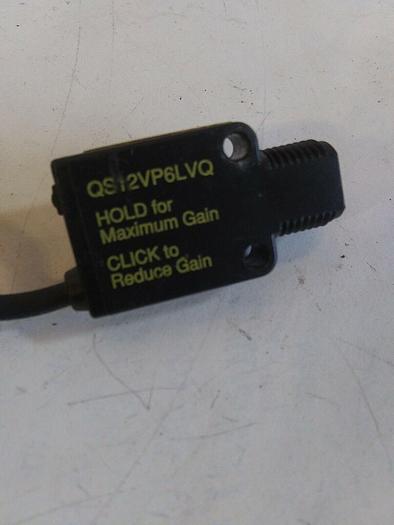 QS12VP6LVQ
HOLD for
Maximum Gain
CLICK to
Reduce Gain